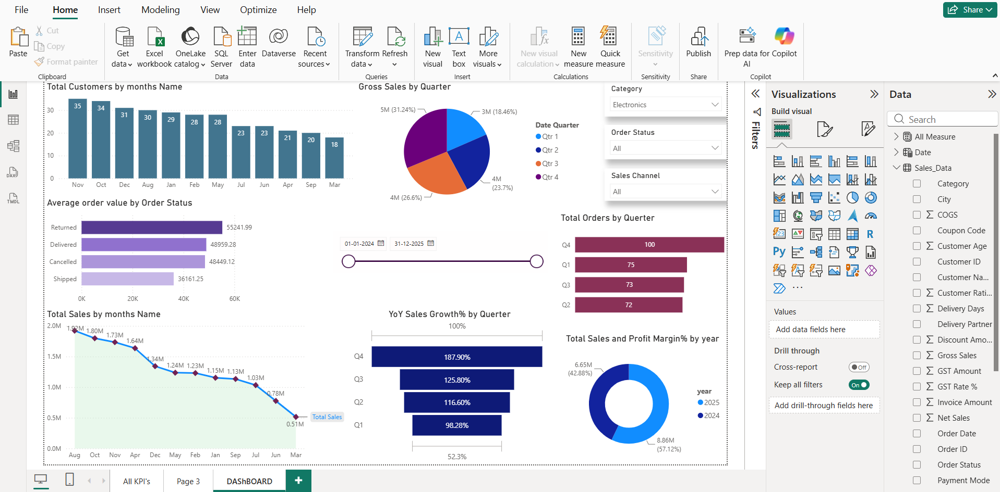 File
Home
Insert
Modeling
View
Optimize
Help
Share
Paste
Cut
Copy
Format painter
Clipboard
Get data
Excel workbook
OneLake catalog
SQL Server
Enter data
Dataverse
Recent sources
Data
Transform data
Refresh
Queries
New visual
Text box
More visuals
Insert
New visual calculation
New measure
Quick measure
Calculations
Sensitivity
Sensitivity
Publish
Share
Prep data for AI
Copilot
Copilot
Total Customers by months Name
30
20
10
0
35
34
31
30
29
28
28
23
23
21
20
18
Nov
Oct
Dec
Aug
Jan
Feb
May
Jul
Jun
Apr
Sep
Mar
Gross Sales by Quarter
5M (31.24%)
3M (18.46%)
4M (23.7%)
4M (26.6%)
Date Quarter
Qtr 1
Qtr 2
Qtr 3
Qtr 4
Category
Electronics
Order Status
All
Sales Channel
All
Average order value by Order Status
Returned
55241.99
Delivered
48959.28
Cancelled
48449.12
Shipped
36161.25
0K
20K
40K
60K
01-01-2024
31-12-2025
Total Orders by Querter
Q4
100
Q1
75
Q3
73
Q2
72
Total Sales by months Name
2.0M
1.5M
1.0M
0.5M
0.0M
1.92M
1.80M
1.73M
1.64M
1.34M
1.24M
1.23M
1.15M
1.13M
1.03M
0.78M
0.51M
Total Sales
Aug
Oct
Nov
Apr
Dec
May
Feb
Jan
Sep
Jul
Jun
Mar
YoY Sales Growth% by Querter
100%
Q4
187.90%
Q3
125.80%
Q2
116.60%
Q1
98.28%
52.3%
Total Sales and Profit Margin% by year
6.65M
(42.88%)
8.86M
(57.12%)
year
2025
2024
Filters
Visualizations
Build visual
R
Py
Values
Add data fields here
Drill through
Cross-report
Off
Keep all filters
On
Add drill-through fields here
Data
Search
All Measure
Date
Sales_Data
Category
City
COGS
Coupon Code
Customer Age
Customer ID
Customer Na...
Customer Rati...
Delivery Days
Delivery Partner
Discount Amo...
Gross Sales
GST Amount
GST Rate %
Invoice Amount
Net Sales
Order Date
Order ID
Order Status
Payment Mode
DAX
TMDL
All KPI's
Page 3
DAShBOARD